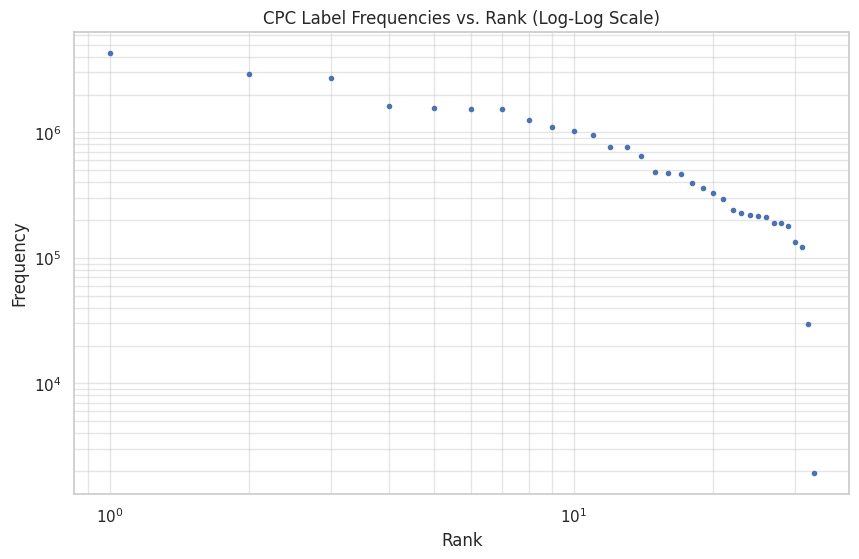 CPC Label Frequencies vs. Rank (Log-Log Scale)
Frequency
10⁶
10⁵
10⁴
10⁰
10¹
Rank